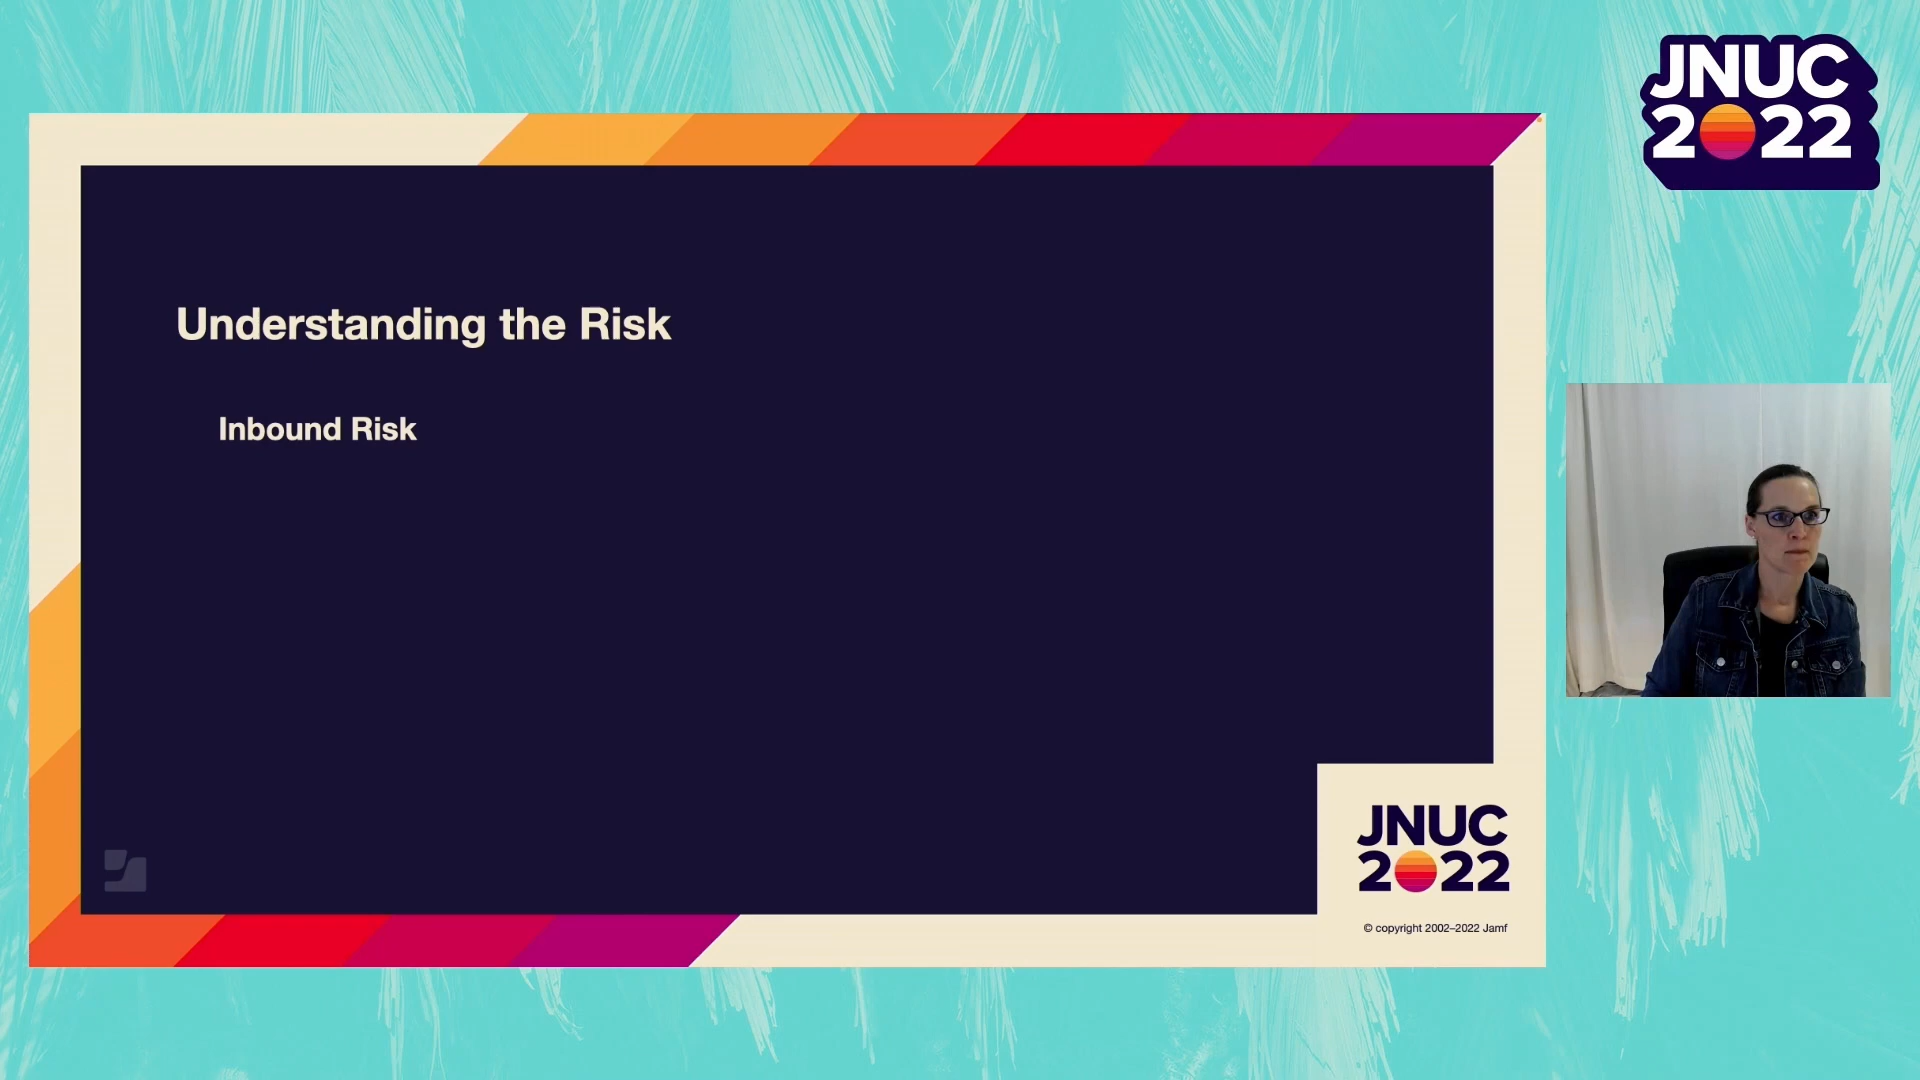 JNUC
2022
Understanding the Risk
Inbound Risk
JNUC
2022
© copyright 2002–2022 Jamf